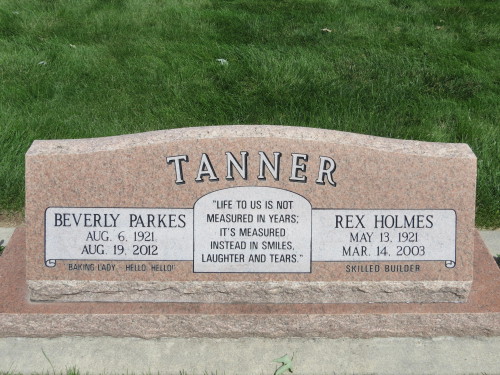 TANNER
BEVERLY PARKES
AUG. 6, 1921
AUG. 19, 2012
BAKING LADY - HELLO, HELLO!
"LIFE TO US IS NOT
MEASURED IN YEARS;
IT'S MEASURED
INSTEAD IN SMILES,
LAUGHTER AND TEARS."
REX HOLMES
MAY 13, 1921
MAR. 14, 2003
SKILLED BUILDER